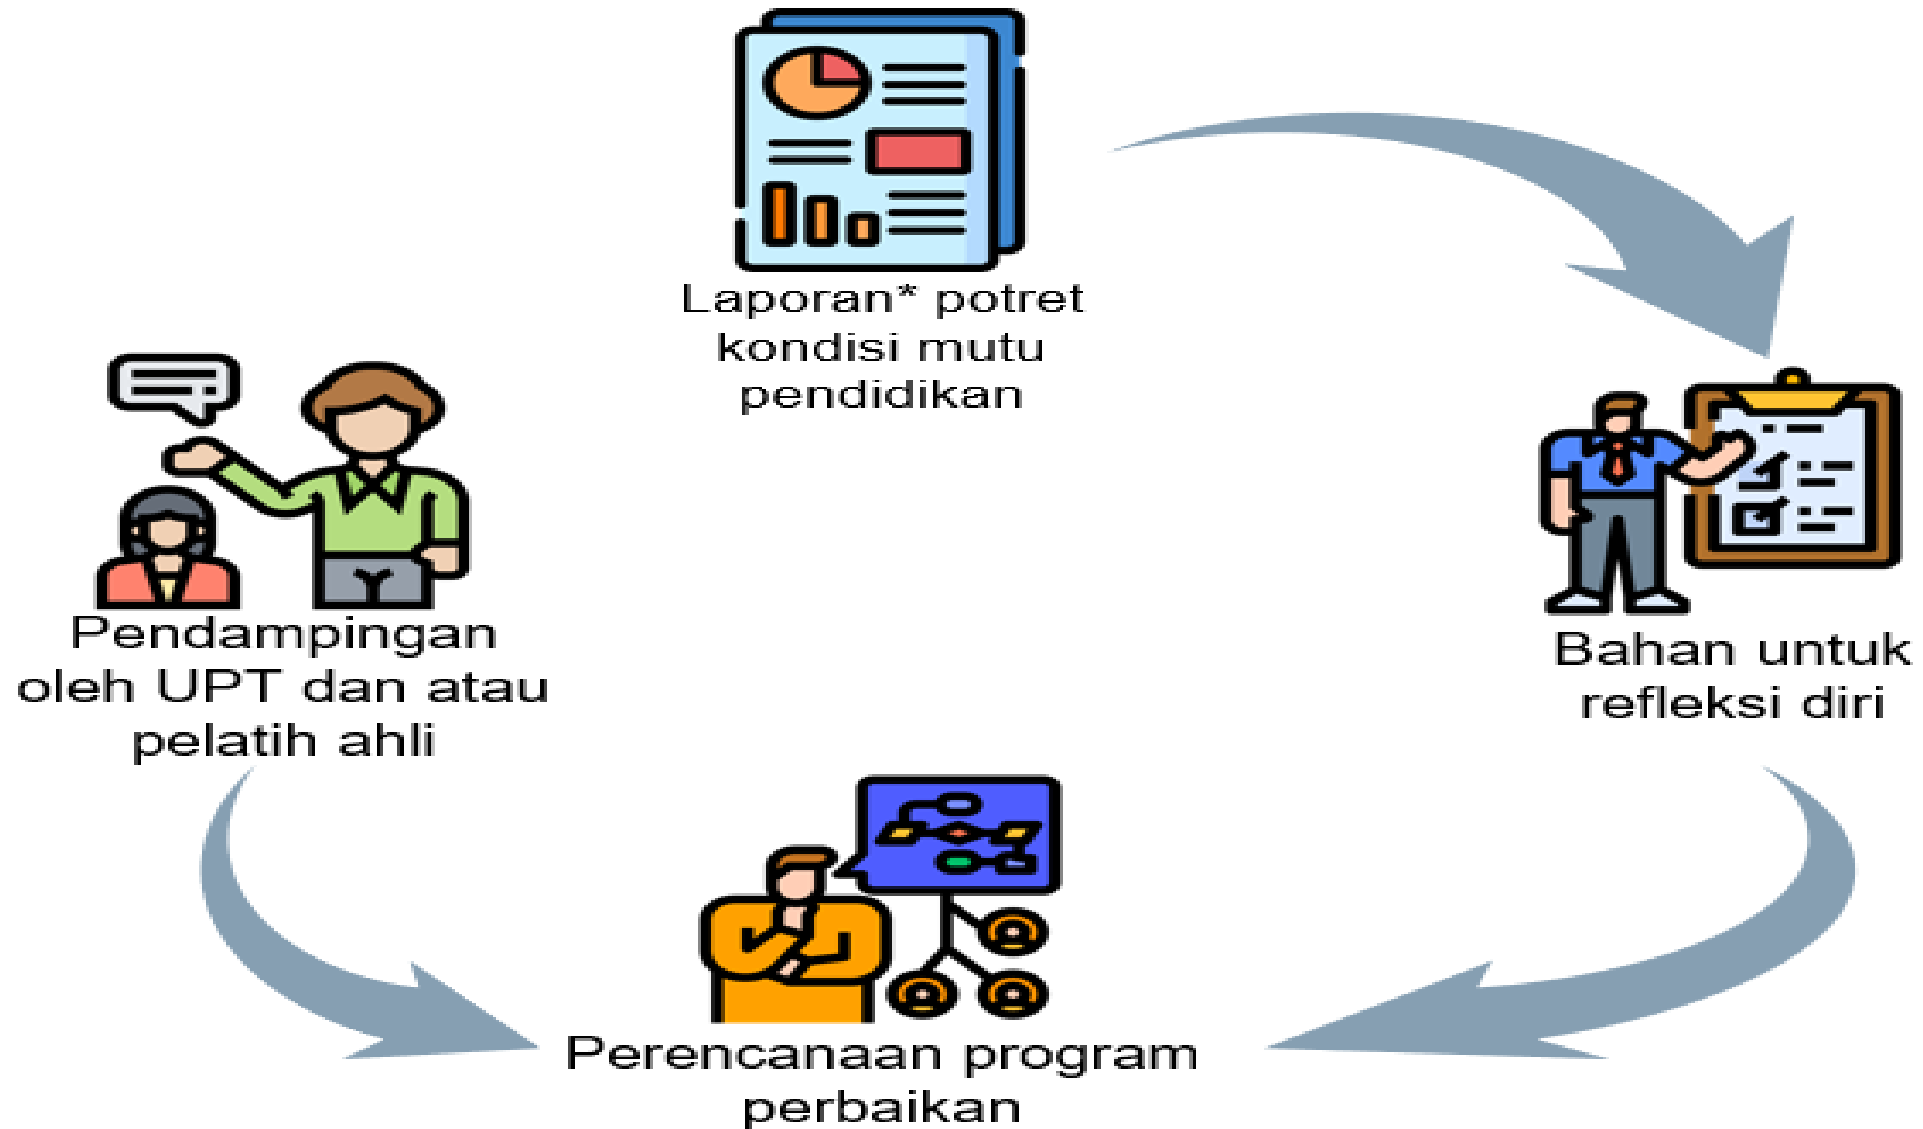 Laporan* potret
kondisi mutu
pendidikan
Pendampingan
oleh UPT dan atau
pelatih ahli
Bahan untuk
refleksi diri
Perencanaan program
perbaikan